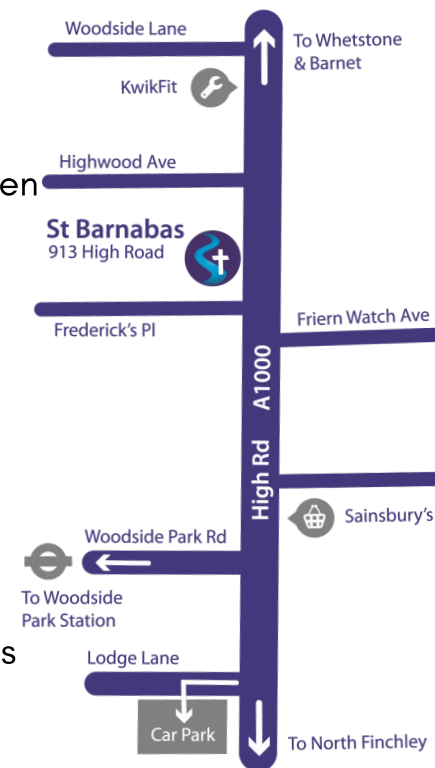 Woodside Lane
To Whetstone
& Barnet
KwikFit
Highwood Ave
en
St Barnabas
913 High Road
Frederick's Pl
Friern Watch Ave
High Rd A1000
Sainsbury's
Woodside Park Rd
To Woodside
Park Station
s
Lodge Lane
Car Park
To North Finchley